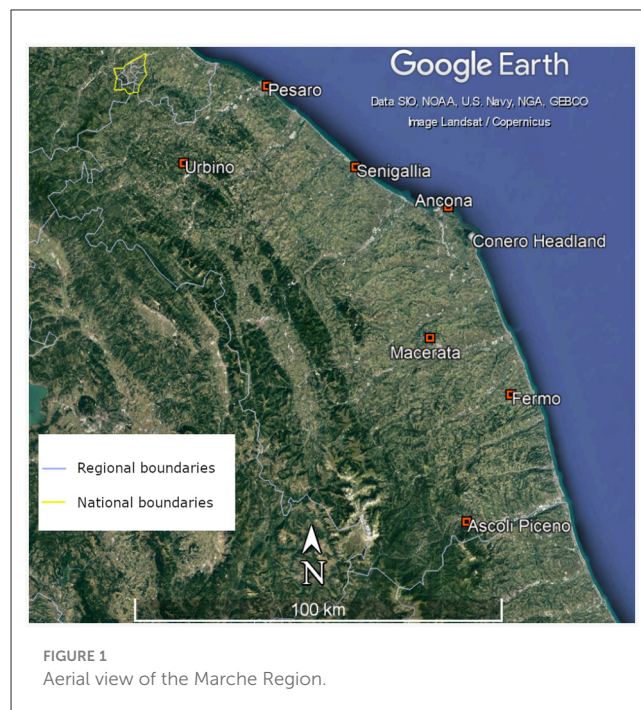 Google Earth
Data SIO, NOAA, U.S. Navy, NGA, GEBCO
Image Landsat / Copernicus
Pesaro
Urbino
Senigallia
Ancona
Conero Headland
Macerata
Fermo
Regional boundaries
National boundaries
Ascoli Piceno
N
100 km
FIGURE 1
Aerial view of the Marche Region.